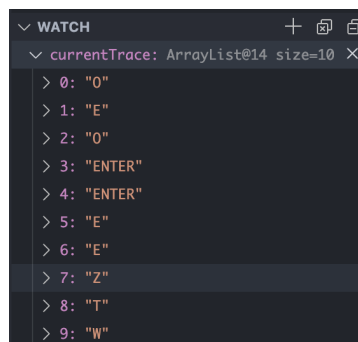 WATCH
currentTrace: ArrayList@14 size=10
0: "O"
1: "E"
2: "O"
3: "ENTER"
4: "ENTER"
5: "E"
6: "E"
7: "Z"
8: "T"
9: "W"